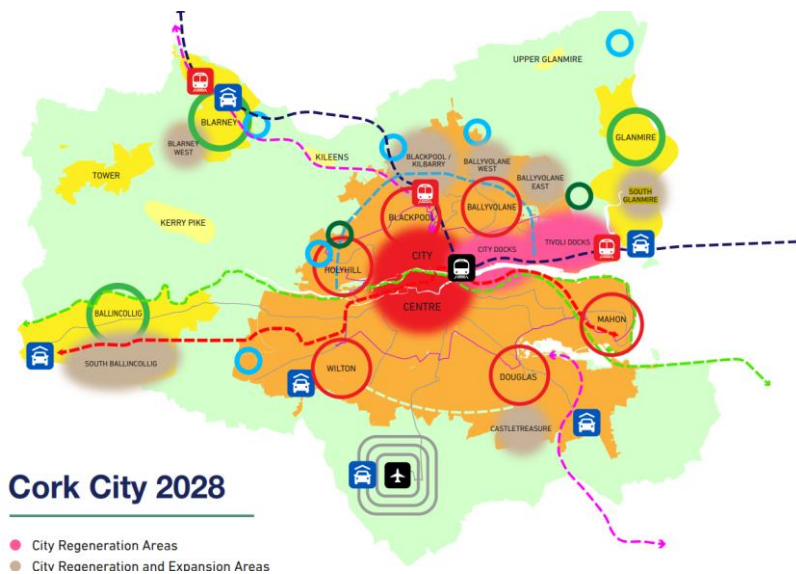 UPPER GLANMIRE
BLARNEY
GLANMIRE
BLARNEY
WEST
KILEENS
BLACKPOOL /
KILBARRY
BALLYVOLANE
WEST
BALLYVOLANE
EAST
TOWER
SOUTH
GLANMIRE
KERRY PIKE
BLACKPOOL
BALLYVOLANE
CITY
CITY DOCKS
TIVOLI DOCKS
HOLYHILL
CENTRE
BALLINCOLLIG
MAHON
SOUTH BALLINCOLLIG
WILTON
DOUGLAS
CASTLETREASURE
Cork City 2028
City Regeneration Areas
City Regeneration and Expansion Areas